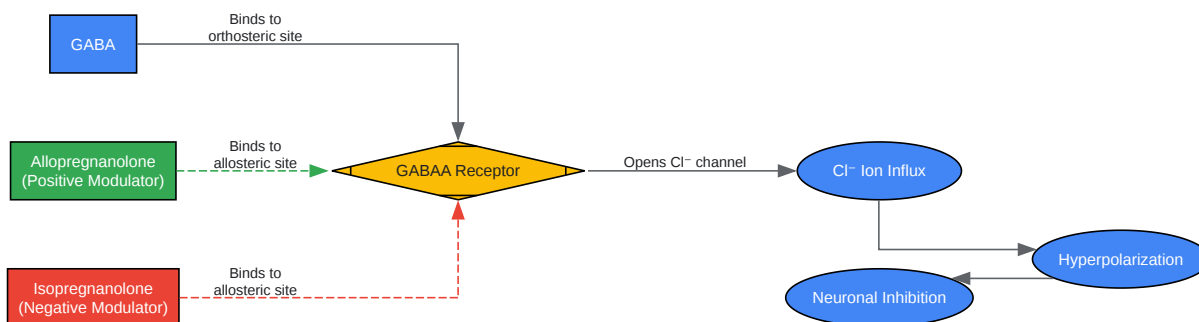 GABA
Binds to
orthosteric site
Allopregnanolone
(Positive Modulator)
Binds to
allosteric site
GABAA Receptor
Opens Cl⁻ channel
Cl⁻ Ion Influx
Hyperpolarization
Isopregnanolone
(Negative Modulator)
Binds to
allosteric site
Neuronal Inhibition